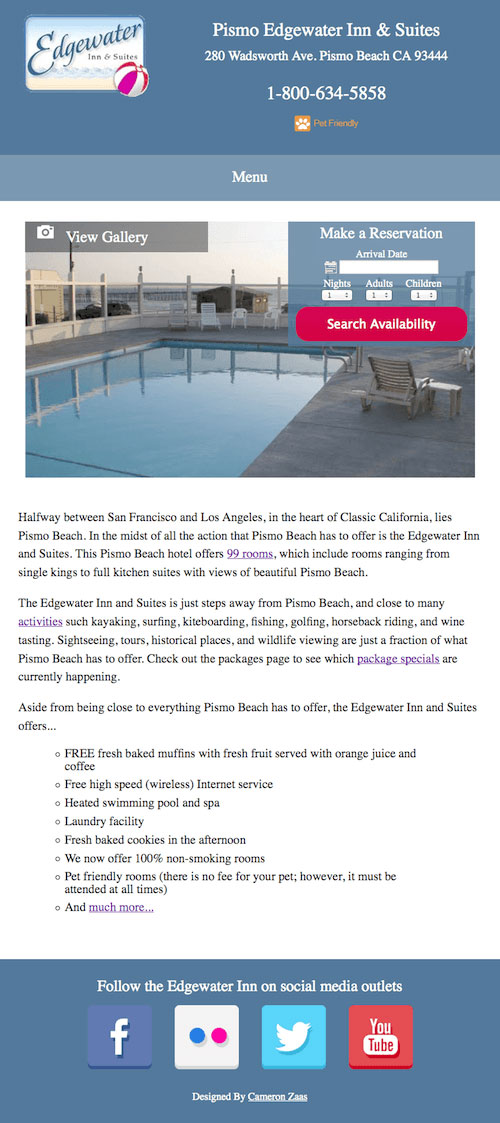 Edgewater
Inn & Suites
Pismo Edgewater Inn & Suites
280 Wadsworth Ave. Pismo Beach CA 93444
1-800-634-5858
Pet Friendly
Menu
View Gallery
Make a Reservation
Arrival Date
Nights Adults Children
1 1 1
Search Availability
Halfway between San Francisco and Los Angeles, in the heart of Classic California, lies
Pismo Beach. In the midst of all the action that Pismo Beach has to offer is the Edgewater Inn
and Suites. This Pismo Beach hotel offers 99 rooms, which include rooms ranging from
single kings to full kitchen suites with views of beautiful Pismo Beach.
The Edgewater Inn and Suites is just steps away from Pismo Beach, and close to many
activities such kayaking, surfing, kiteboarding, fishing, golfing, horseback riding, and wine
tasting. Sightseeing, tours, historical places, and wildlife viewing are just a fraction of what
Pismo Beach has to offer. Check out the packages page to see which package specials are
currently happening.
Aside from being close to everything Pismo Beach has to offer, the Edgewater Inn and Suites
offers...
FREE fresh baked muffins with fresh fruit served with orange juice and
coffee
Free high speed (wireless) Internet service
Heated swimming pool and spa
Laundry facility
Fresh baked cookies in the afternoon
We now offer 100% non-smoking rooms
Pet friendly rooms (there is no fee for your pet; however, it must be
attended at all times)
And much more...
Follow the Edgewater Inn on social media outlets
f
You
Tube
Designed By Cameron Zaas